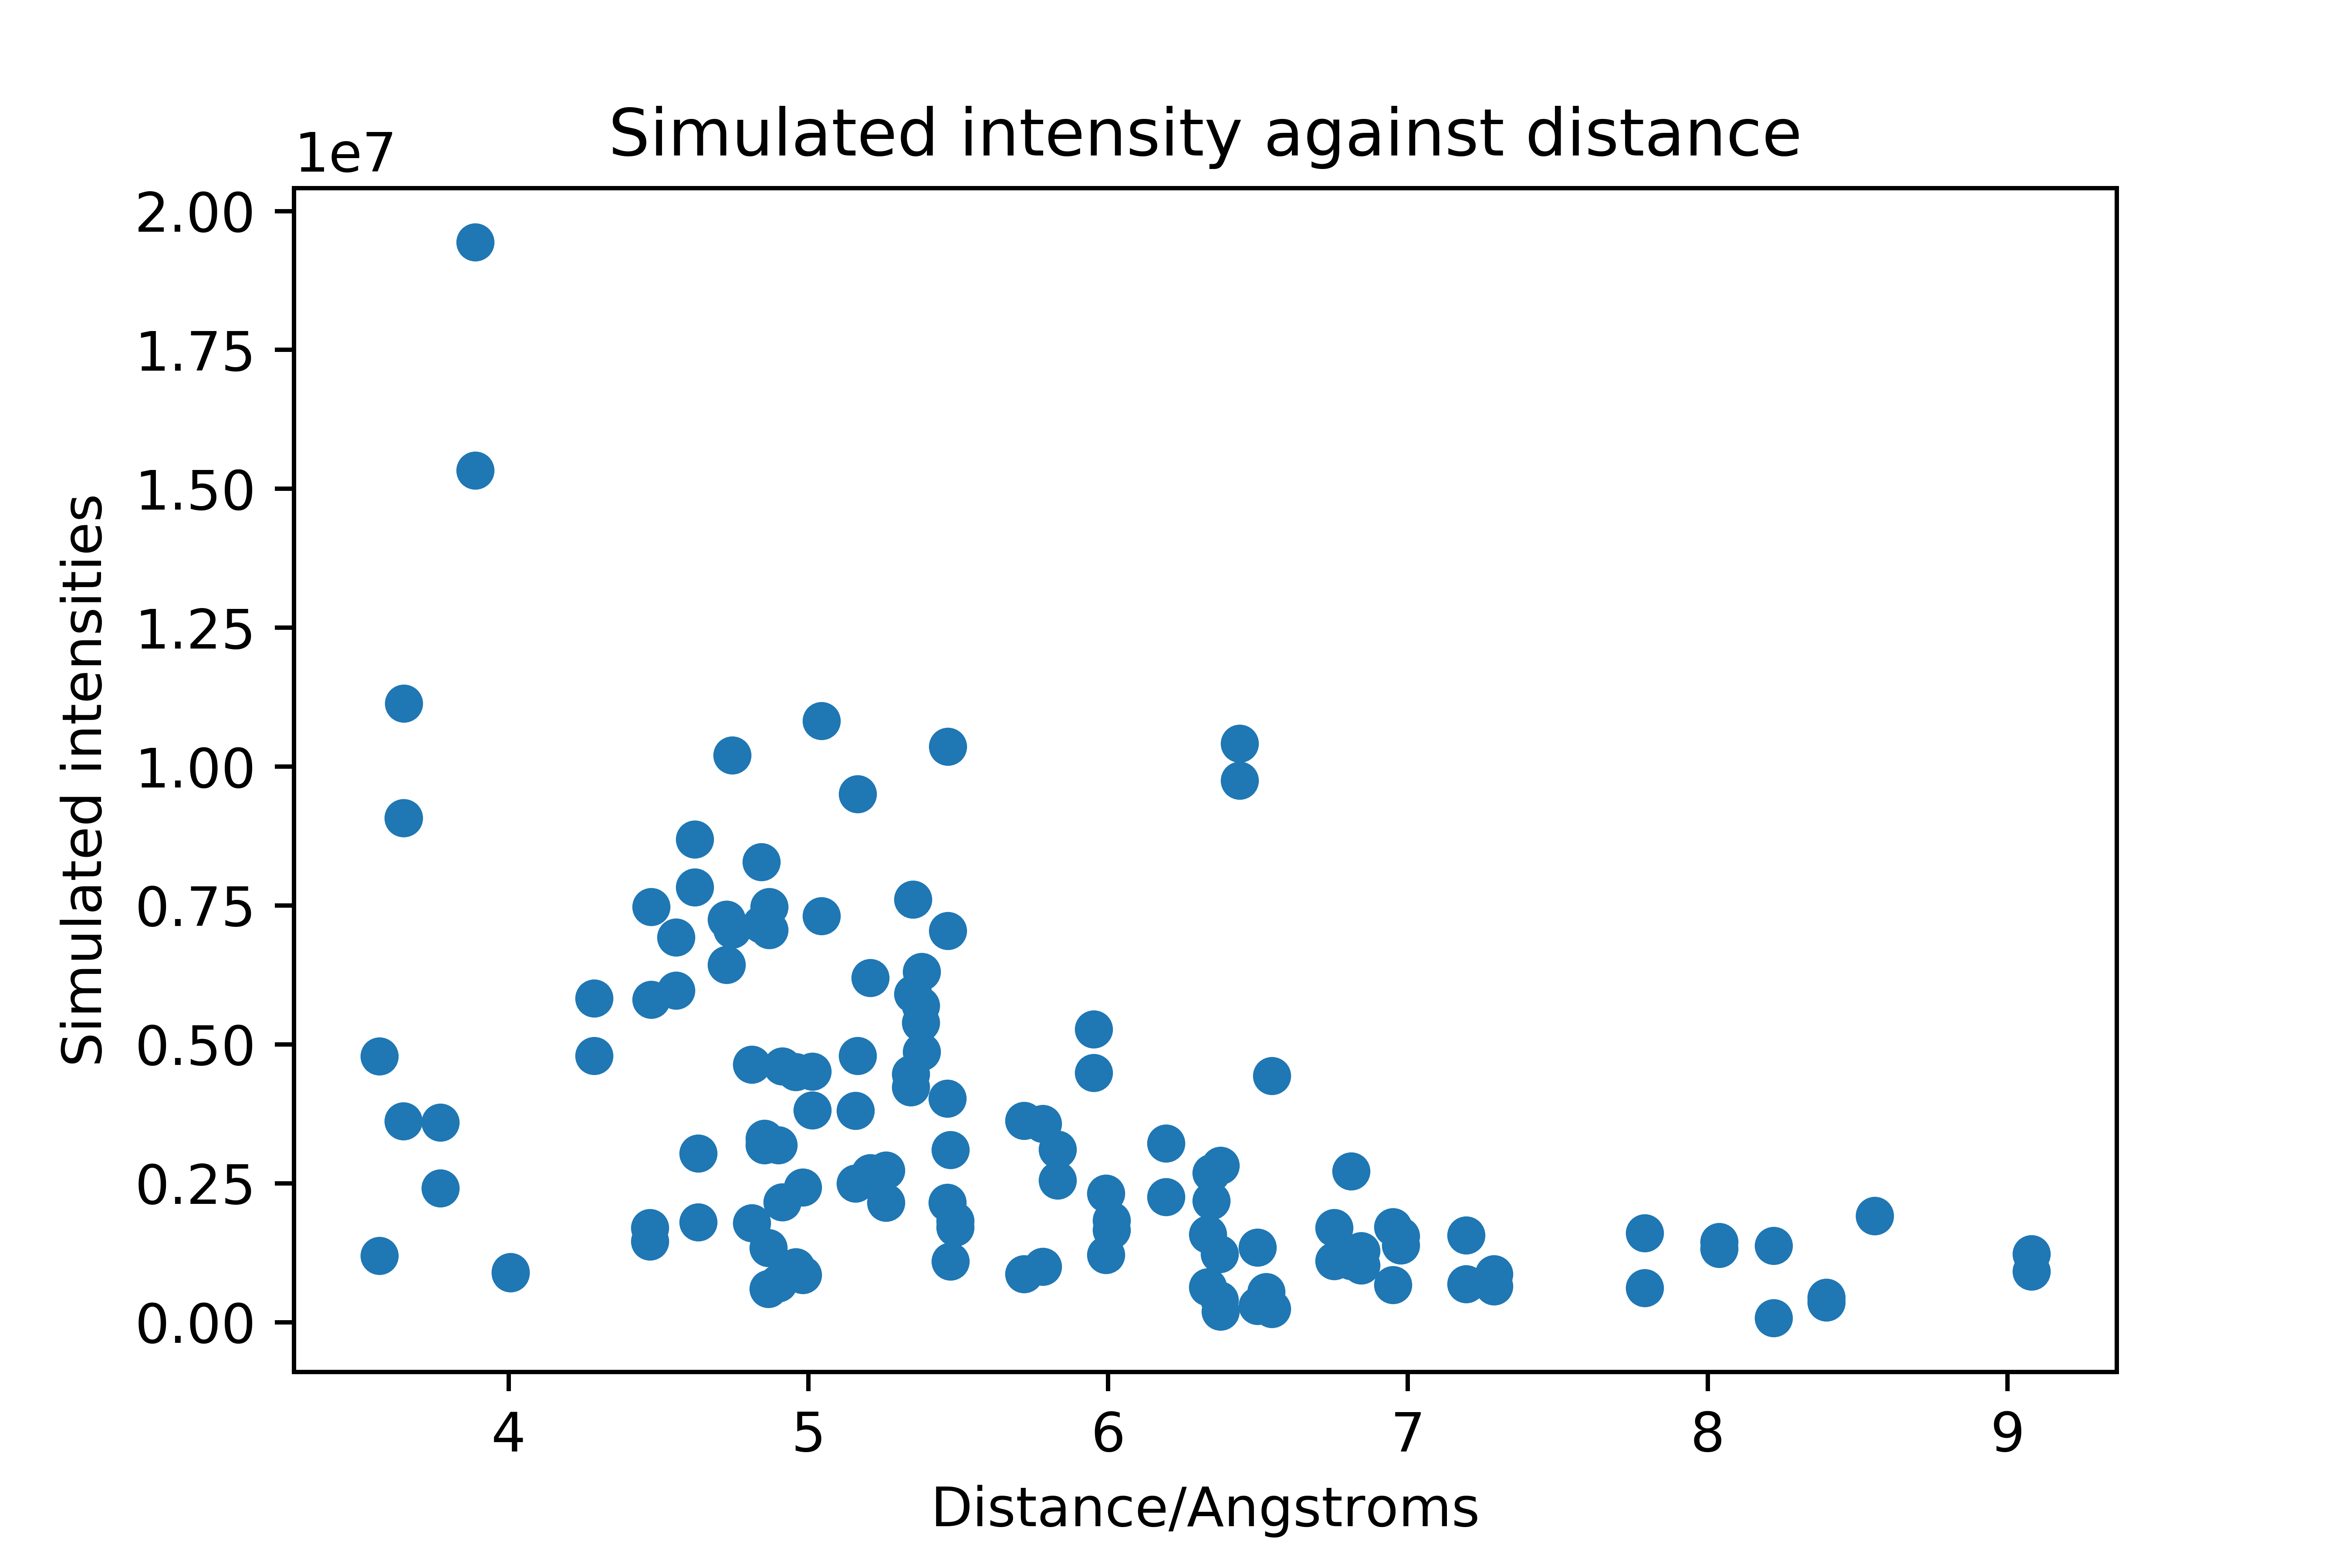 Simulated intensity against distance
1e7
2.00
1.75
1.50
1.25
1.00
0.75
0.50
0.25
0.00
Simulated intensities
4 5 6 7 8 9
Distance/Angstroms